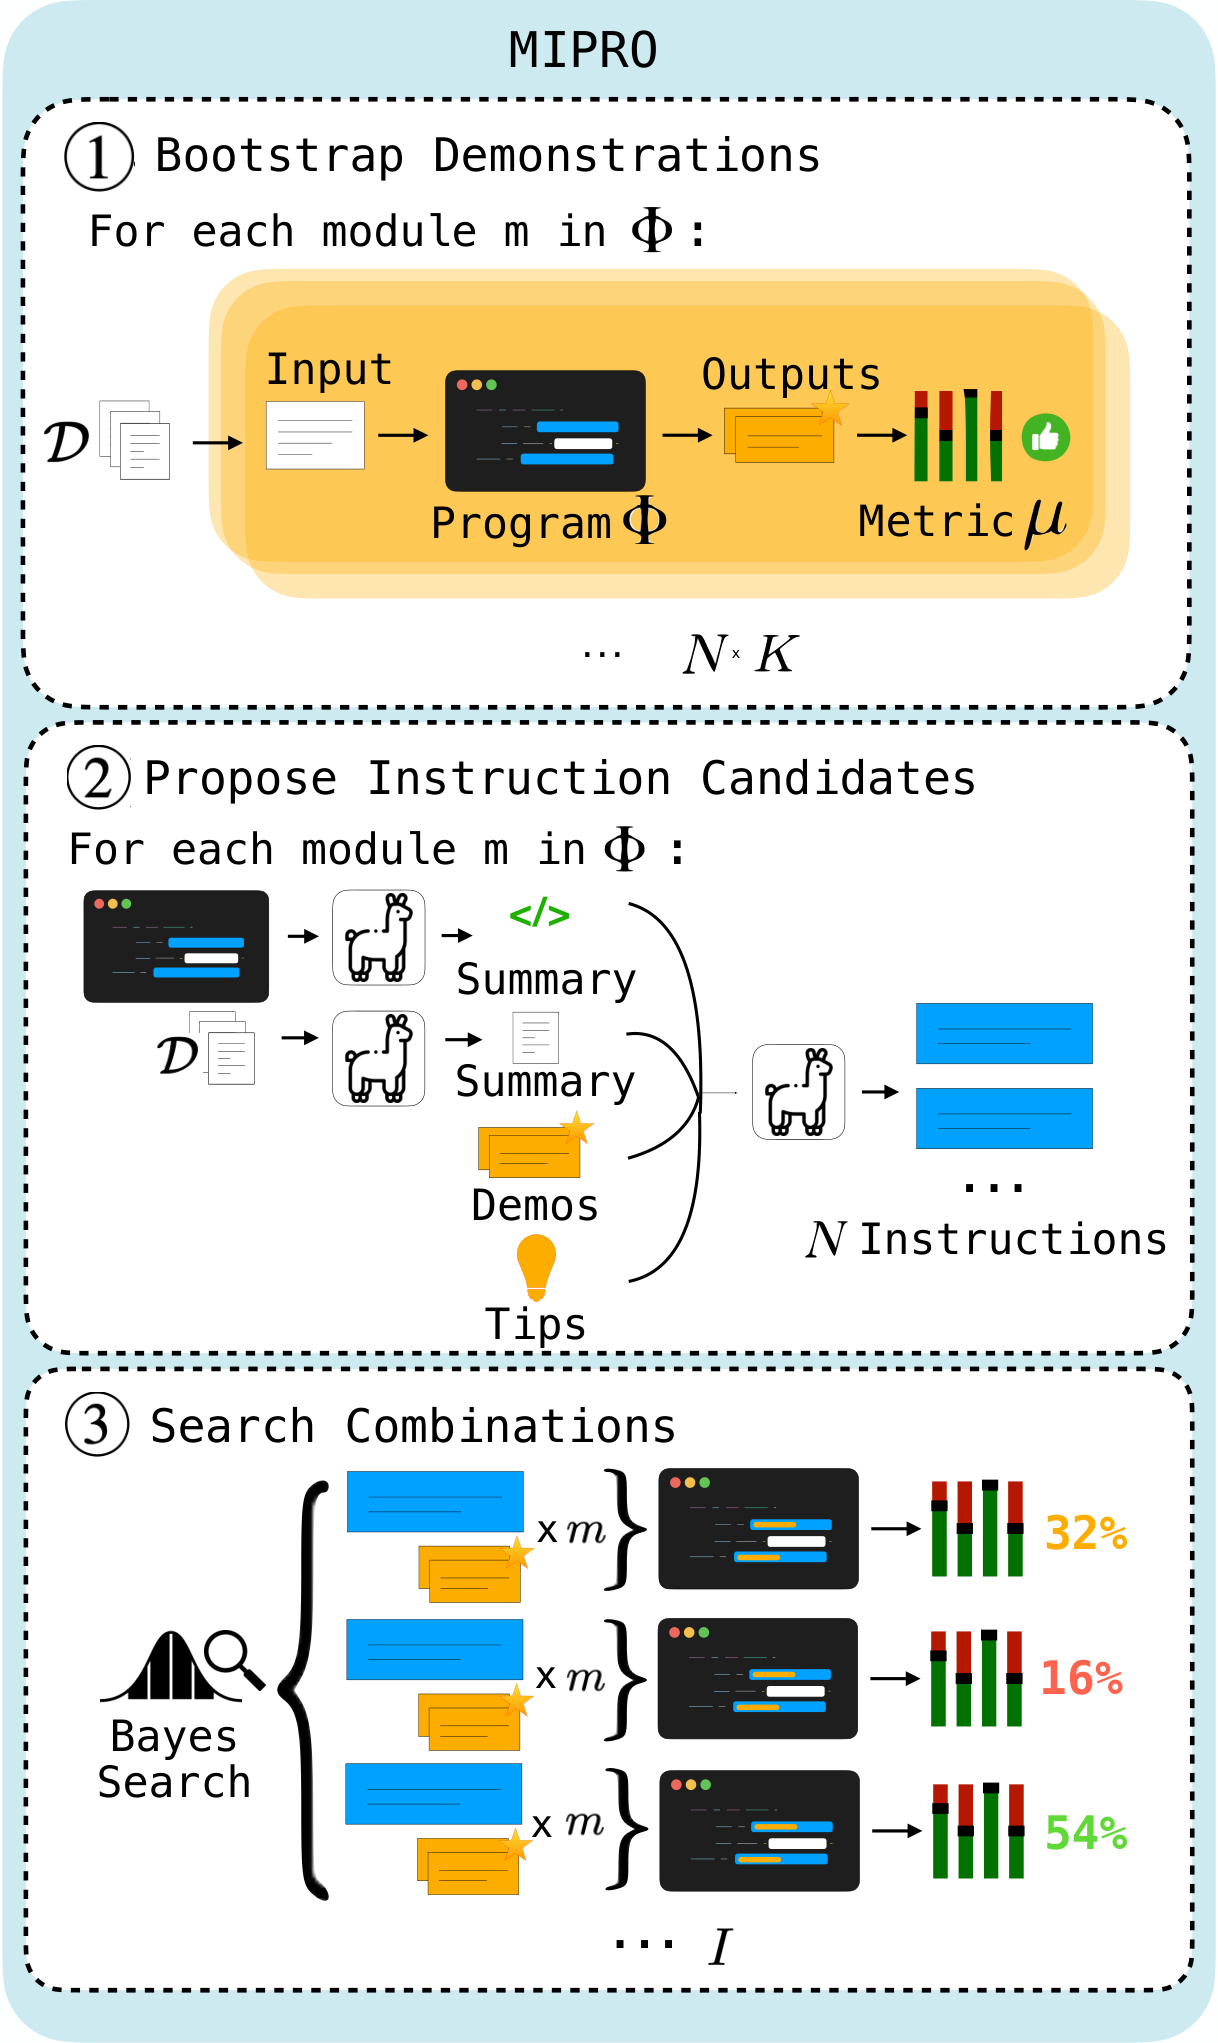 MIPRO
1 Bootstrap Demonstrations
For each module m in Φ :
Input
Outputs
𝒟
Program Φ
Metric μ
... N x K
2 Propose Instruction Candidates
For each module m in Φ :
</>
Summary
𝒟
Summary
Demos
...
N Instructions
Tips
3 Search Combinations
x m
32%
x m
16%
Bayes
Search
x m
54%
... I